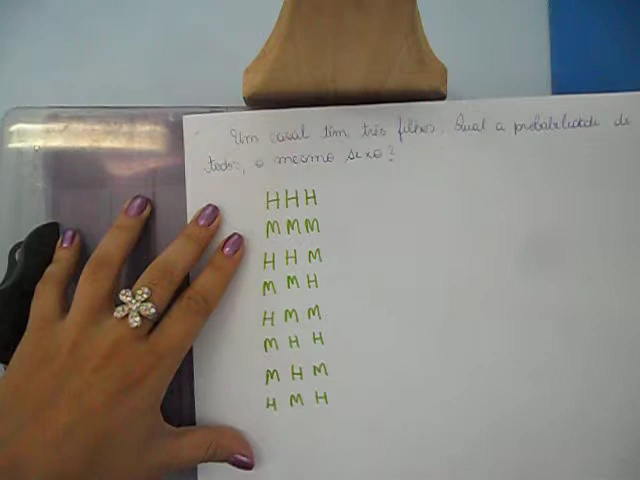 Um casal tem três filhos. Qual a probabilidade de
todos, o mesmo sexo?
HHH
MMM
HHM
MMH
HMM
MHH
MHM
HMH